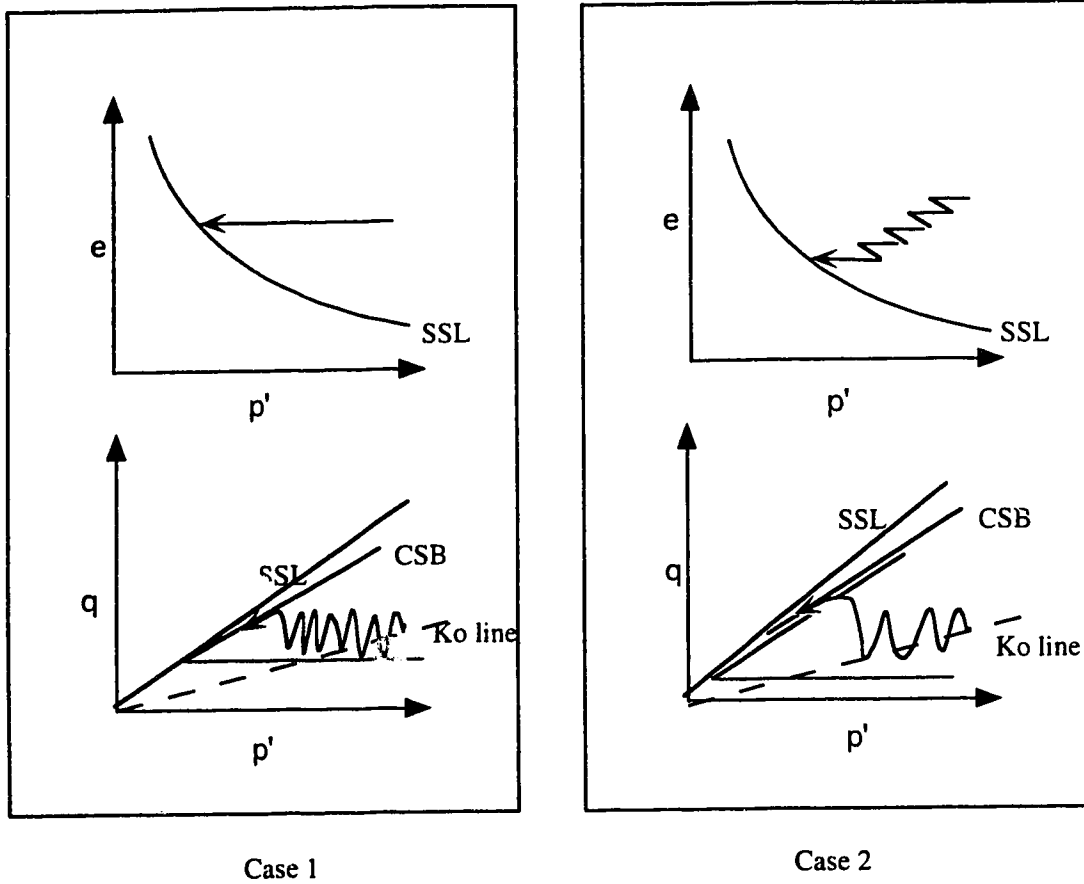 e
SSL
p'
CSB
SSL
q
Ko line
p'
Case 1
e
SSL
p'
SSL
CSB
q
Ko line
p'
Case 2